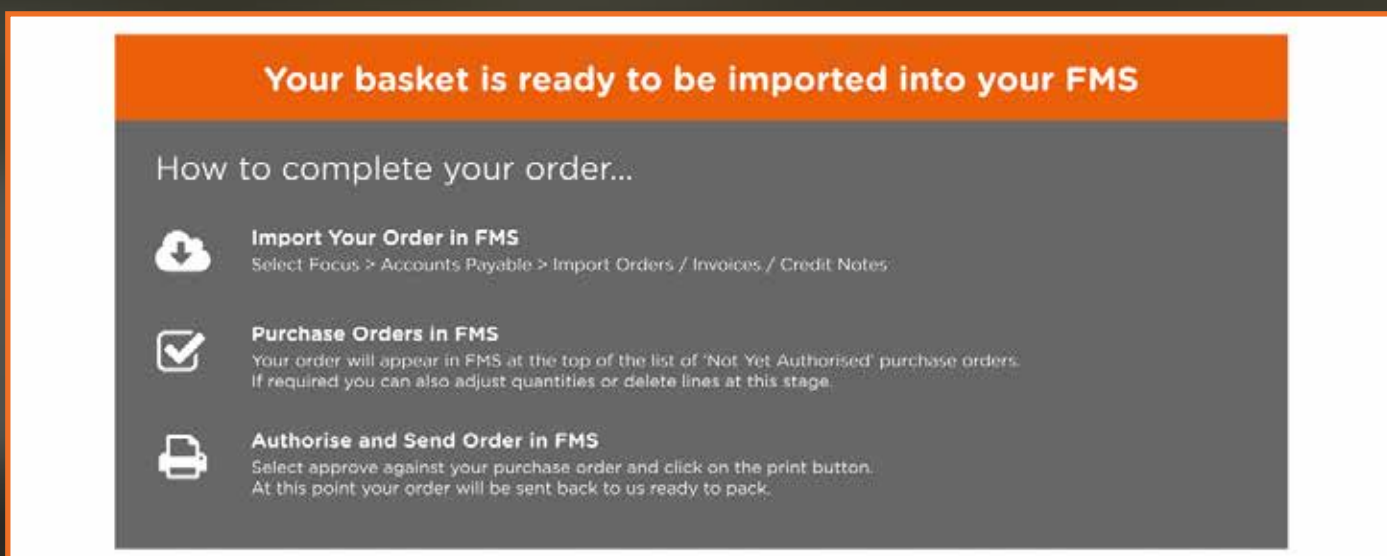 Your basket is ready to be imported into your FMS
How to complete your order...
Import Your Order in FMS
Select Focus > Accounts Payable > Import Orders / Invoices / Credit Notes
Purchase Orders in FMS
Your order will appear in FMS at the top of the list of 'Not Yet Authorised' purchase orders.
If required you can also adjust quantities or delete lines at this stage.
Authorise and Send Order in FMS
Select approve against your purchase order and click on the print button.
At this point your order will be sent back to us ready to pack.